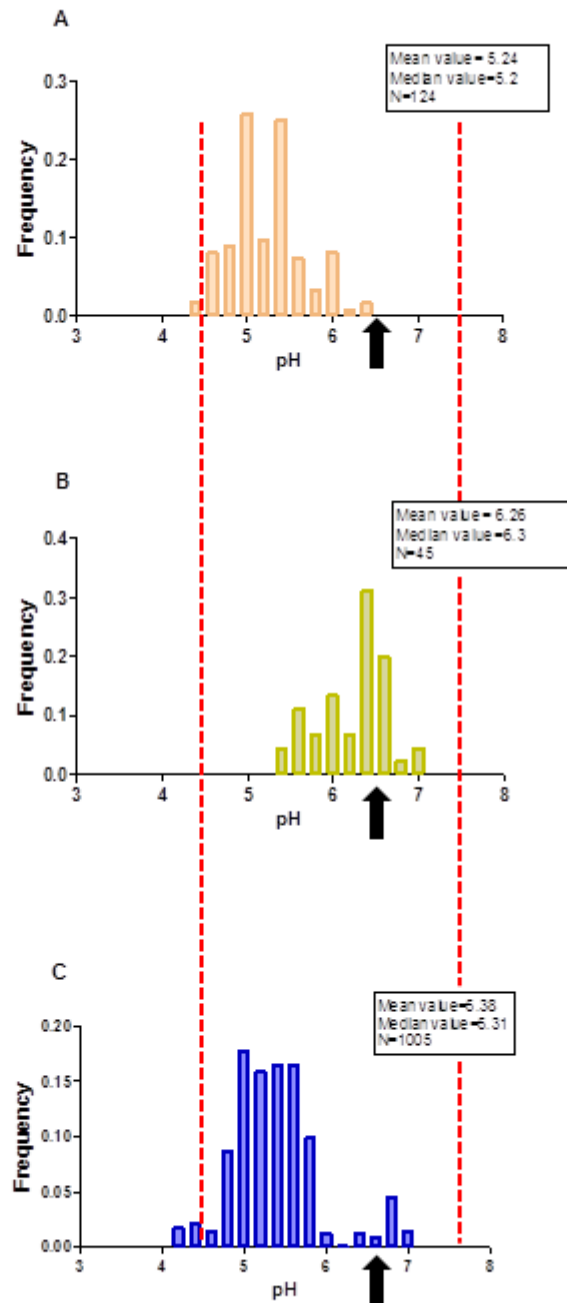 A
Mean value= 5.24
Median value=5.2
N=124
Frequency
0.3
0.2
0.1
0.0
3 4 5 6 7 8
pH
B
Mean value = 6.26
Median value=6.3
N=45
Frequency
0.4
0.3
0.2
0.1
0.0
3 4 5 6 7 8
pH
C
Mean value=5.38
Median value=5.31
N=1005
Frequency
0.20
0.15
0.10
0.05
0.00
3 4 5 6 7 8
pH